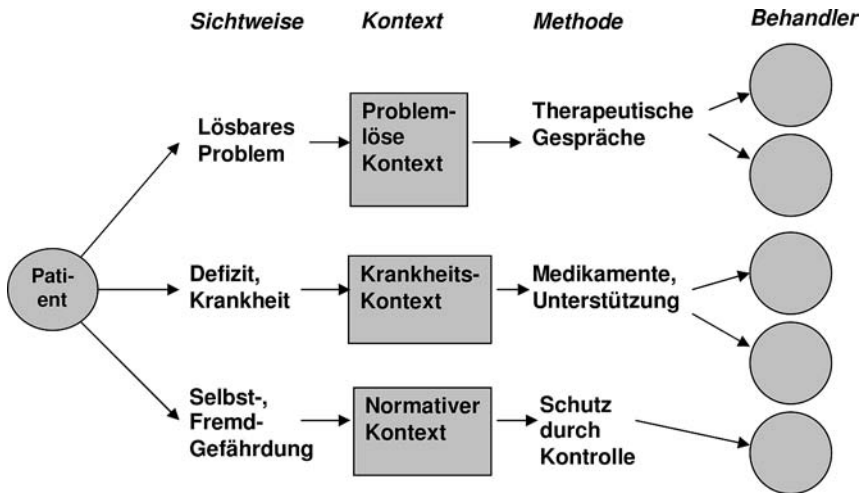 Sichtweise Kontext Methode Behandler
Lösbares
Problem
Problem-
löse
Kontext
Therapeutische
Gespräche
Pati-
ent
Defizit,
Krankheit
Krankheits-
Kontext
Medikamente,
Unterstützung
Selbst-,
Fremd-
Gefährdung
Normativer
Kontext
Schutz
durch
Kontrolle